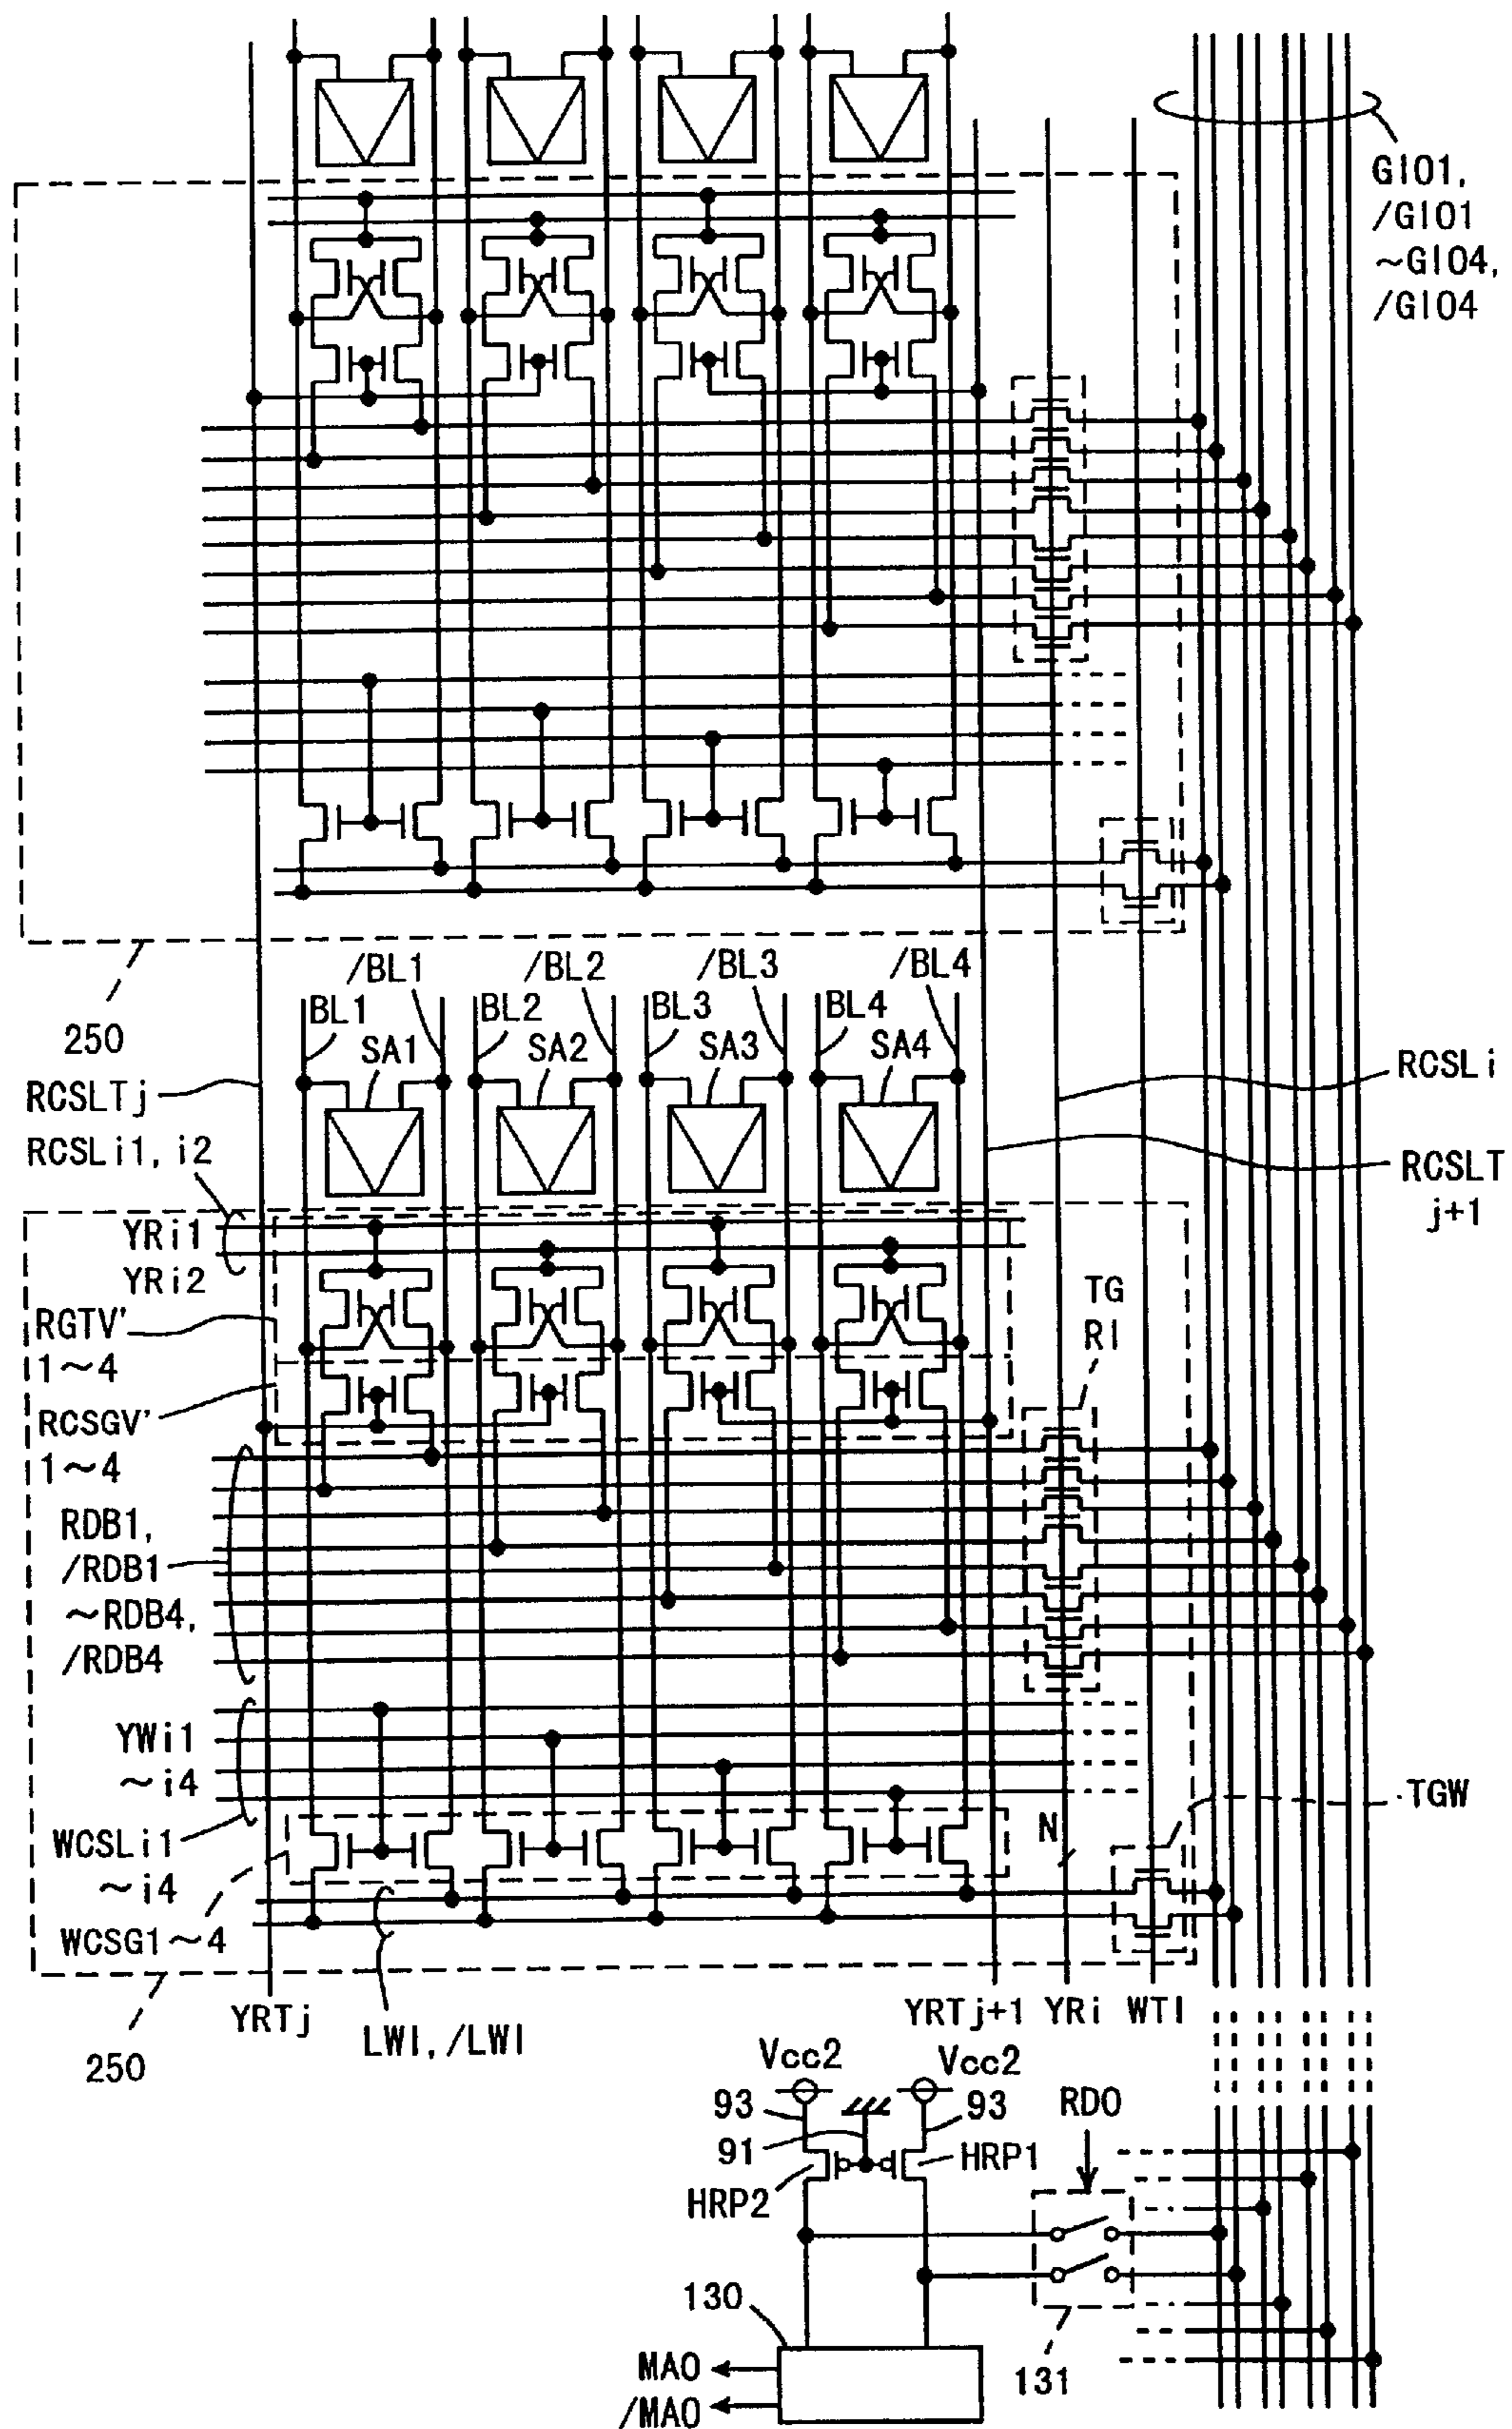 GIO1,
/GIO1
~GIO4,
/GIO4
250
/BL1
/BL2
/BL3
/BL4
BL1
BL2
BL3
BL4
SA1
SA2
SA3
SA4
RCSLTj
RCSLi
RCSLi1, i2
RCSLT
j+1
YRi1
YRi2
TG
RI
RGTV'
1~4
RCSGV'
1~4
RDB1,
/RDB1
~RDB4,
/RDB4
YWi1
~i4
TGW
WCSLi1
~i4
N
WCSG1~4
250
YRTj
LWI, /LWI
YRTj+1
YRi
WTI
Vcc2
Vcc2
93
93
91
RDO
HRP1
HRP2
130
131
MAO
/MAO